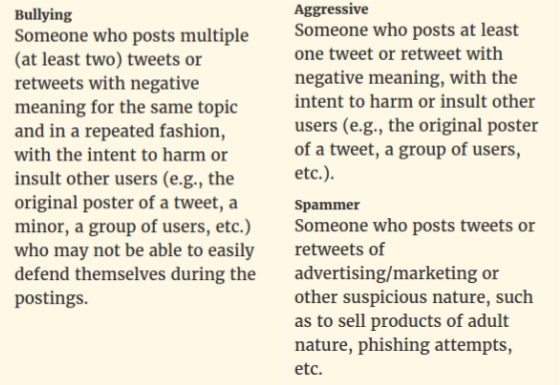 Bullying
Someone who posts multiple
(at least two) tweets or
retweets with negative
meaning for the same topic
and in a repeated fashion,
with the intent to harm or
insult other users (e.g., the
original poster of a tweet, a
minor, a group of users, etc.)
who may not be able to easily
defend themselves during the
postings.
Aggressive
Someone who posts at least
one tweet or retweet with
negative meaning, with the
intent to harm or insult other
users (e.g., the original poster
of a tweet, a group of users,
etc.).
Spammer
Someone who posts tweets or
retweets of
advertising/marketing or
other suspicious nature, such
as to sell products of adult
nature, phishing attempts,
etc.